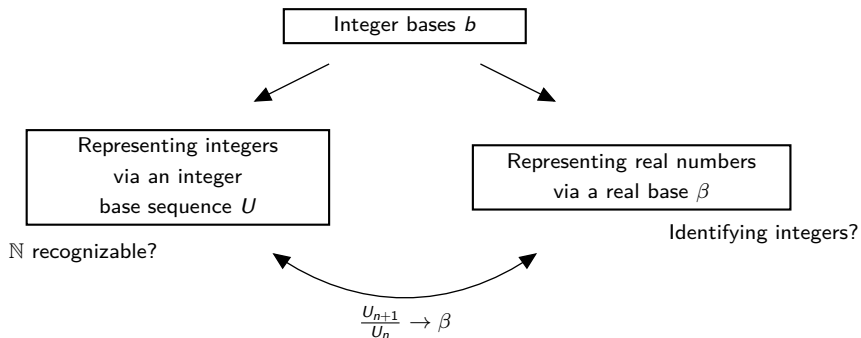 Integer bases b
Representing integers
via an integer
base sequence U
Representing real numbers
via a real base β
ℕ recognizable?
Identifying integers?
U_{n+1}/U_n → β